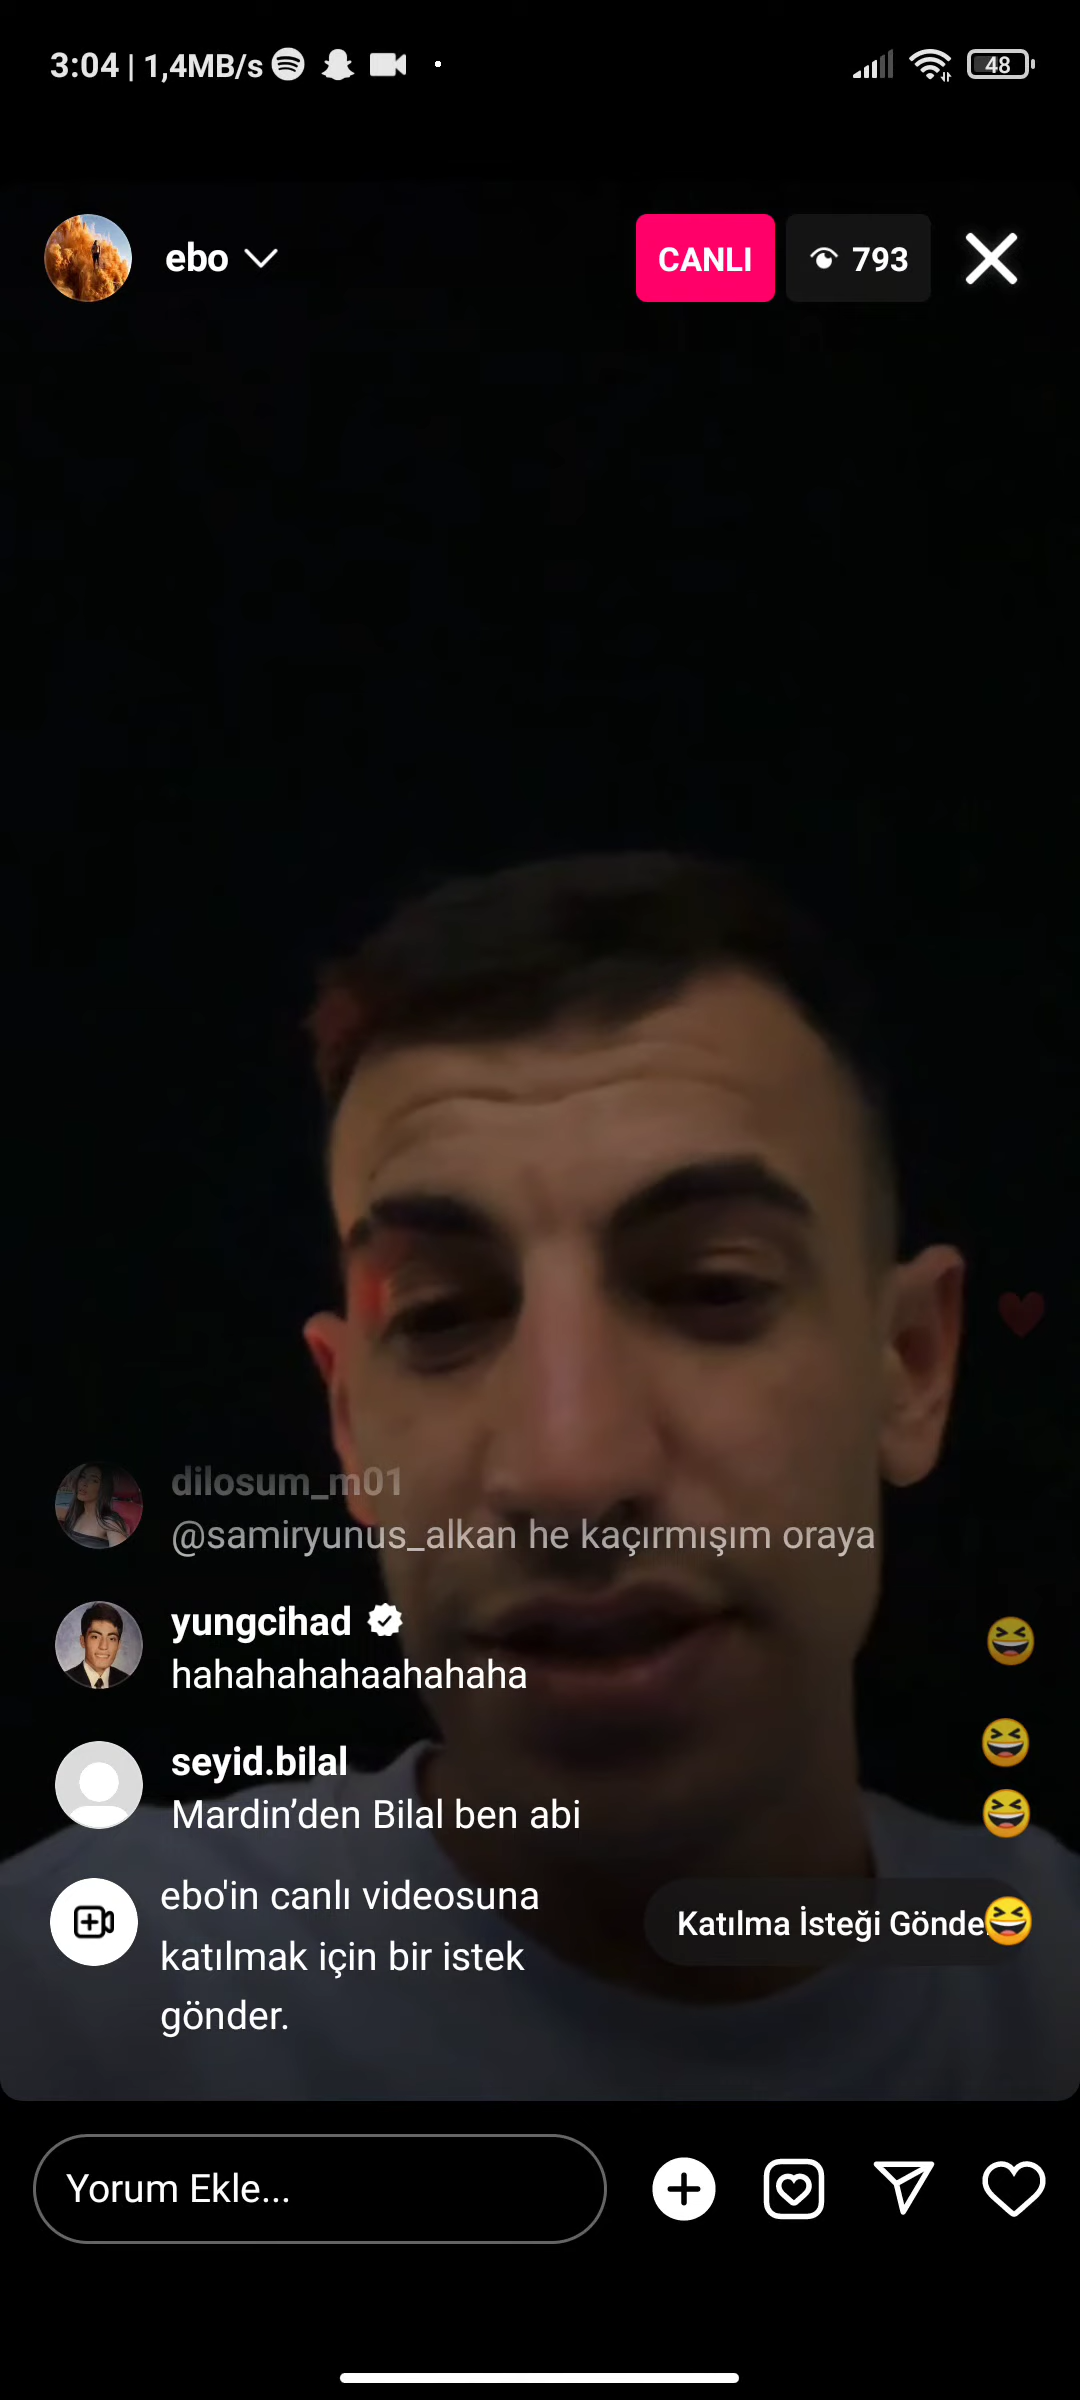 3:04 | 1,4MB/s
48
ebo
CANLI
793
dilosum_m01
@samiryunus_alkan he kaçırmışım oraya
yungcihad
hahahahahaahahaha
seyid.bilal
Mardin’den Bilal ben abi
ebo'in canlı videosuna
katılmak için bir istek
gönder.
Katılma İsteği Gönde
Yorum Ekle...